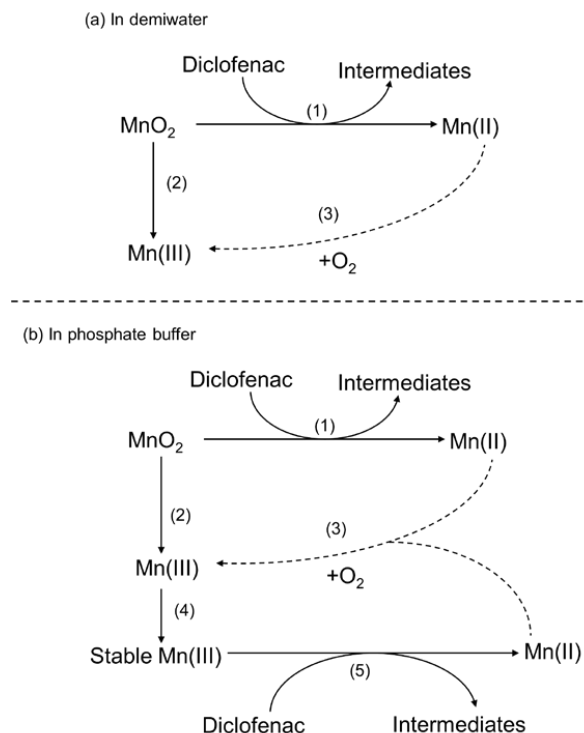 (a) In demiwater
Diclofenac
Intermediates
(1)
MnO₂
Mn(II)
(2)
(3)
Mn(III)
+O₂
(b) In phosphate buffer
Diclofenac
Intermediates
(1)
MnO₂
Mn(II)
(2)
(3)
Mn(III)
+O₂
(4)
Stable Mn(III)
Mn(II)
(5)
Diclofenac
Intermediates